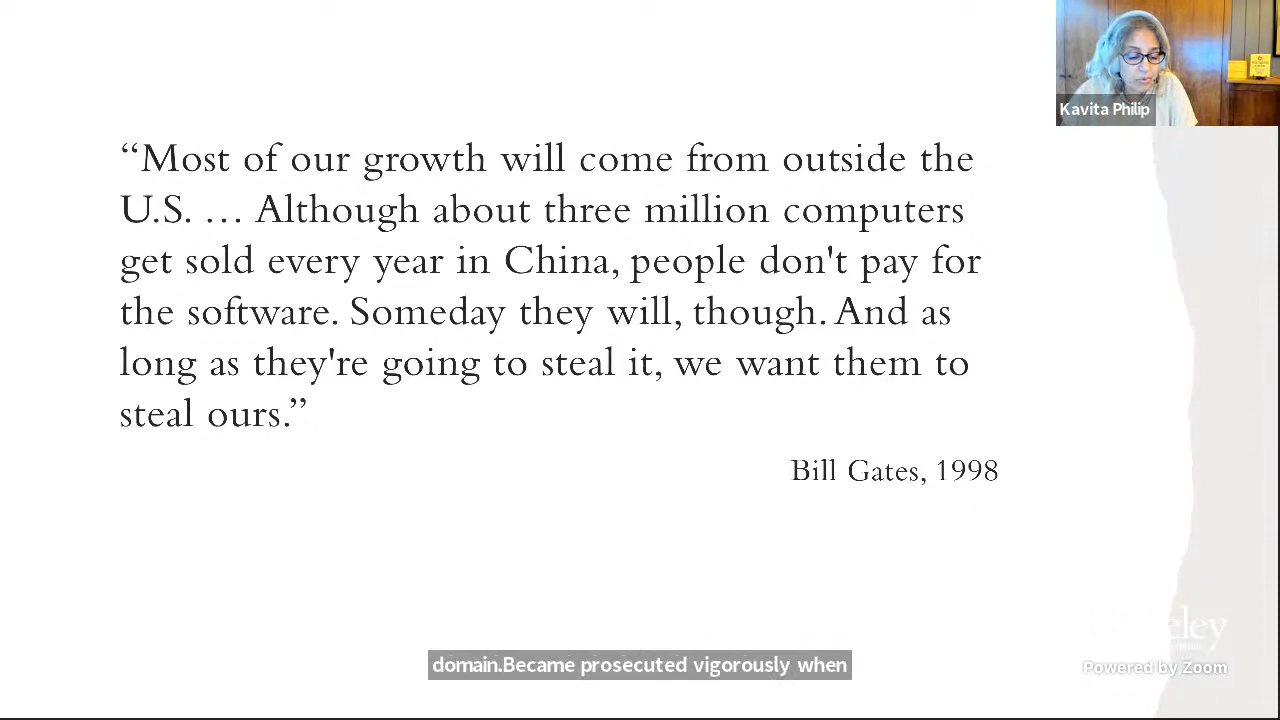 Kavita Philip
“Most of our growth will come from outside the
U.S. … Although about three million computers
get sold every year in China, people don't pay for
the software. Someday they will, though. And as
long as they're going to steal it, we want them to
steal ours.”
Bill Gates, 1998
domain.Became prosecuted vigorously when
Powered by Zoom